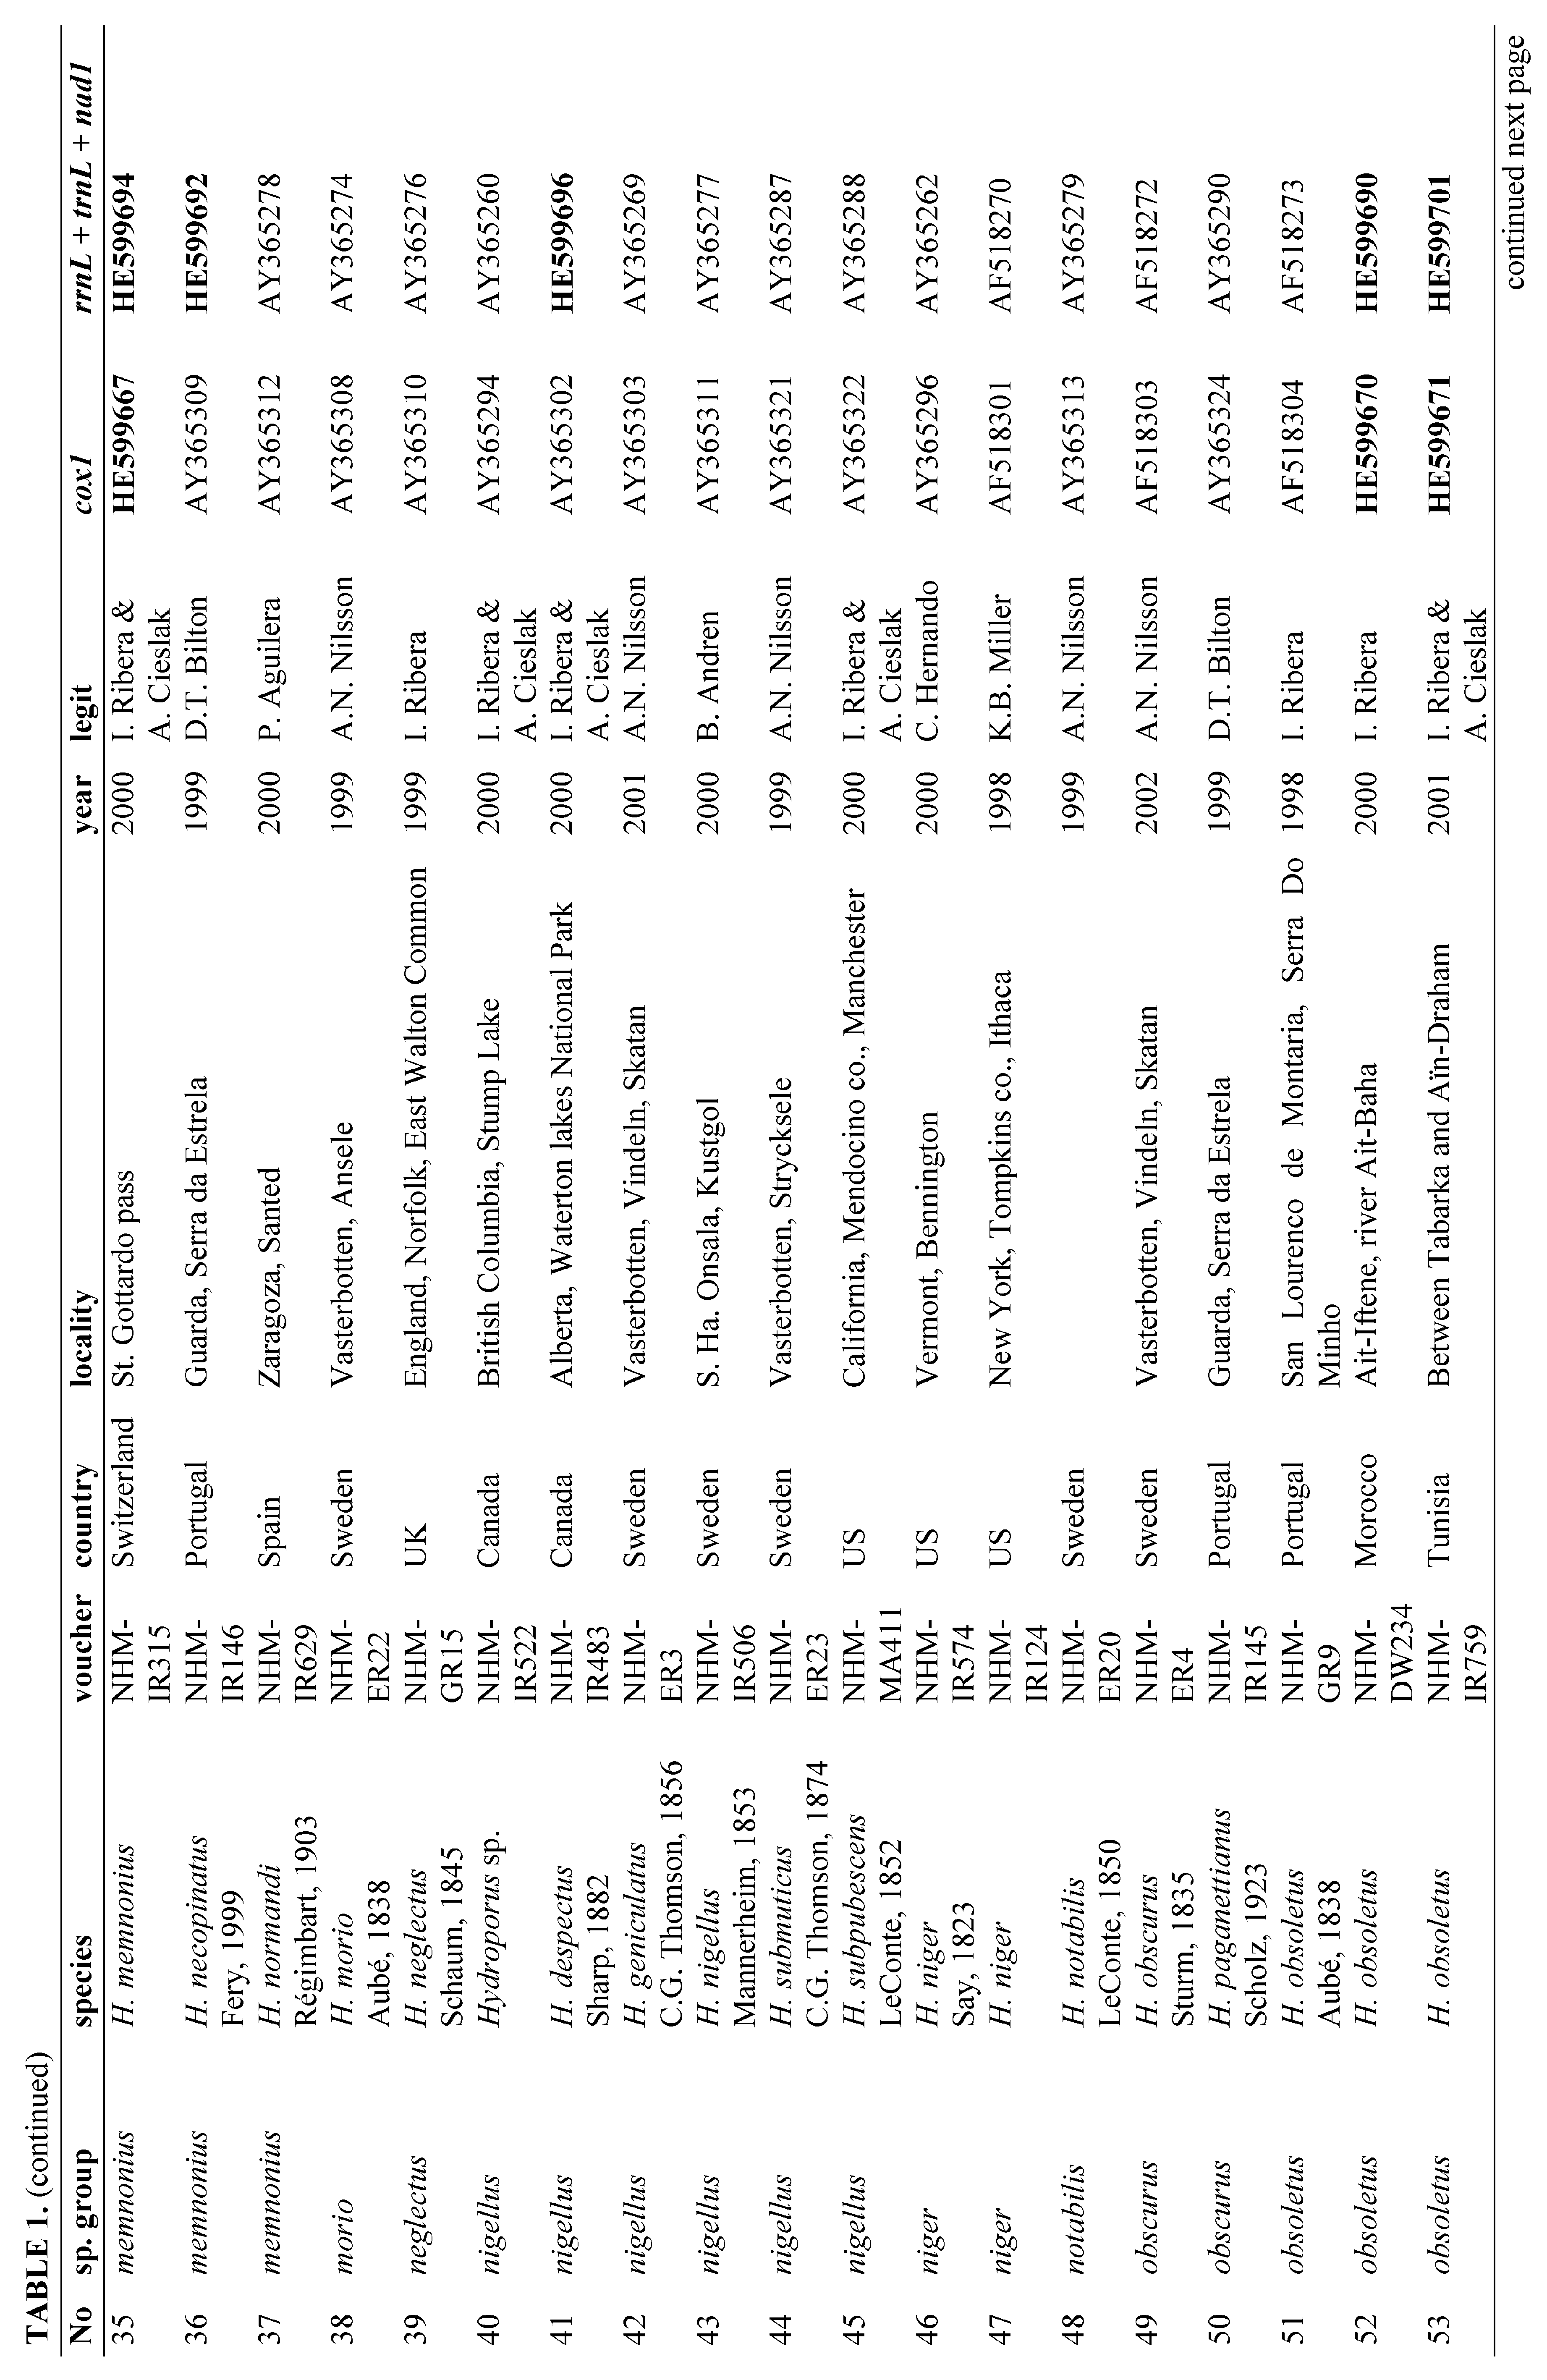 TABLE 1. (continued)
No sp. group species voucher country locality year legit cox1 rrnL + trnL + nad1
35 memnonius H. memnonius NHM- Switzerland St. Gottardo pass 2000 I. Ribera & HE599667 HE599694
IR315 A. Cieslak
36 memnonius H. necopinatus NHM- Portugal Guarda, Serra da Estrela 1999 D.T. Bilton AY365309 HE599692
Fery, 1999 IR146
37 memnonius H. normandi NHM- Spain Zaragoza, Santed 2000 P. Aguilera AY365312 AY365278
Régimbart, 1903 IR629
38 morio H. morio NHM- Sweden Vasterbotten, Ansele 1999 A.N. Nilsson AY365308 AY365274
Aubé, 1838 ER22
39 neglectus H. neglectus NHM- UK England, Norfolk, East Walton Common 1999 I. Ribera AY365310 AY365276
Schaum, 1845 GR15
40 nigellus Hydroporus sp. NHM- Canada British Columbia, Stump Lake 2000 I. Ribera & AY365294 AY365260
IR522 A. Cieslak
41 nigellus H. despectus NHM- Canada Alberta, Waterton lakes National Park 2000 I. Ribera & AY365302 HE599696
Sharp, 1882 IR483 A. Cieslak
42 nigellus H. geniculatus NHM- Sweden Vasterbotten, Vindeln, Skatan 2001 A.N. Nilsson AY365303 AY365269
C.G. Thomson, 1856 ER3
43 nigellus H. nigellus NHM- Sweden S. Ha. Onsala, Kustgol 2000 B. Andren AY365311 AY365277
Mannerheim, 1853 IR506
44 nigellus H. submuticus NHM- Sweden Vasterbotten, Strycksele 1999 A.N. Nilsson AY365321 AY365287
C.G. Thomson, 1874 ER23
45 nigellus H. subpubescens NHM- US California, Mendocino co., Manchester 2000 I. Ribera & AY365322 AY365288
LeConte, 1852 MA411 A. Cieslak
46 niger H. niger NHM- US Vermont, Bennington 2000 C. Hernando AY365296 AY365262
Say, 1823 IR574
47 niger H. niger NHM- US New York, Tompkins co., Ithaca 1998 K.B. Miller AF518301 AF518270
IR124
48 notabilis H. notabilis NHM- Sweden 1999 A.N. Nilsson AY365313 AY365279
LeConte, 1850 ER20
49 obscurus H. obscurus NHM- Sweden Vasterbotten, Vindeln, Skatan 2002 A.N. Nilsson AF518303 AF518272
Sturm, 1835 ER4
50 obscurus H. paganettianus NHM- Portugal Guarda, Serra da Estrela 1999 D.T. Bilton AY365324 AY365290
Scholz, 1923 IR145
51 obsoletus H. obsoletus NHM- Portugal San Lourenco de Montaria, Serra Do 1998 I. Ribera AF518304 AF518273
Aubé, 1838 GR9 Minho
52 obsoletus H. obsoletus NHM- Morocco Ait-Iftene, river Ait-Baha 2000 I. Ribera HE599670 HE599690
DW234
53 obsoletus H. obsoletus NHM- Tunisia Between Tabarka and Aïn-Draham 2001 I. Ribera & HE599671 HE599701
IR759 A. Cieslak
continued next page